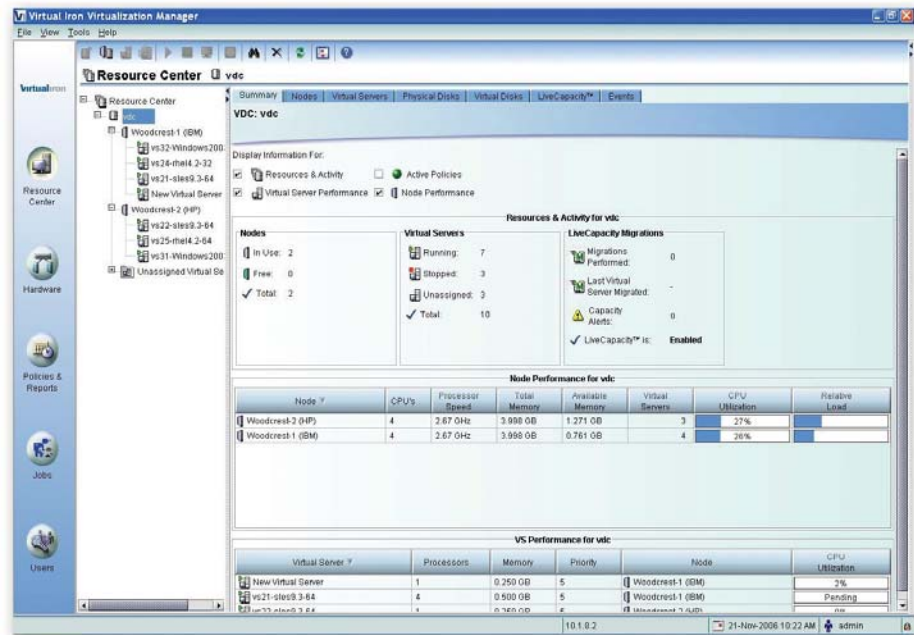 Virtual Iron Virtualization Manager
File View Tools Help
Resource Center vdc
Virtualiron
Resource Center
Hardware
Policies & Reports
Jobs
Users
Resource Center
vdc
Woodcrest-1 (IBM)
vs32-Windows200
vs24-rhel4.2-32
vs21-sles9.3-64
New Virtual Server
Woodcrest-2 (HP)
vs22-sles9.3-64
vs25-rhel4.2-64
vs31-Windows200
Unassigned Virtual Se
Summary Nodes Virtual Servers Physical Disks Virtual Disks LiveCapacity™ Events
VDC: vdc
Display Information For:
Resources & Activity Active Policies
Virtual Server Performance Node Performance
Resources & Activity for vdc
Nodes
In Use: 2
Free: 0
Total: 2
Virtual Servers
Running: 7
Stopped: 3
Unassigned: 3
Total: 10
LiveCapacity Migrations
Migrations Performed: 0
Last Virtual Server Migrated: -
Capacity Alerts: 0
LiveCapacity™ is: Enabled
Node Performance for vdc
Node CPU's Processor Speed Total Memory Available Memory Virtual Servers CPU Utilization Relative Load
Woodcrest-2 (HP) 4 2.67 GHz 3.998 GB 1.271 GB 3 27%
Woodcrest-1 (IBM) 4 2.67 GHz 3.998 GB 0.761 GB 4 26%
VS Performance for vdc
Virtual Server Processors Memory Priority Node CPU Utilization
New Virtual Server 1 0.250 GB 5 Woodcrest-1 (IBM) 2%
vs21-sles9.3-64 4 0.500 GB 5 Woodcrest-1 (IBM) Pending
10.1.8.2 21-Nov-2006 10:22 AM admin